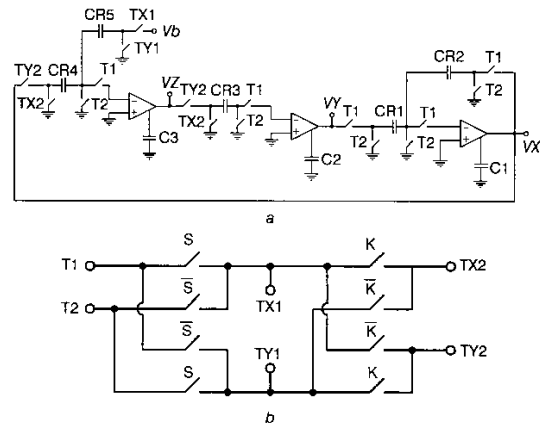 CR5 TX1 Vb
TY1
TY2 CR4 T1
TX2 T2
VZ TY2 CR3 T1
TX2 T2
C3
VY T1 CR1 T1
T2 T2
C2
CR2 T1
T2
C1
VX
a
T1 S K TX2
S̅ TX1 K̅
T2
S̅ TY1 K̅ TY2
S K
b